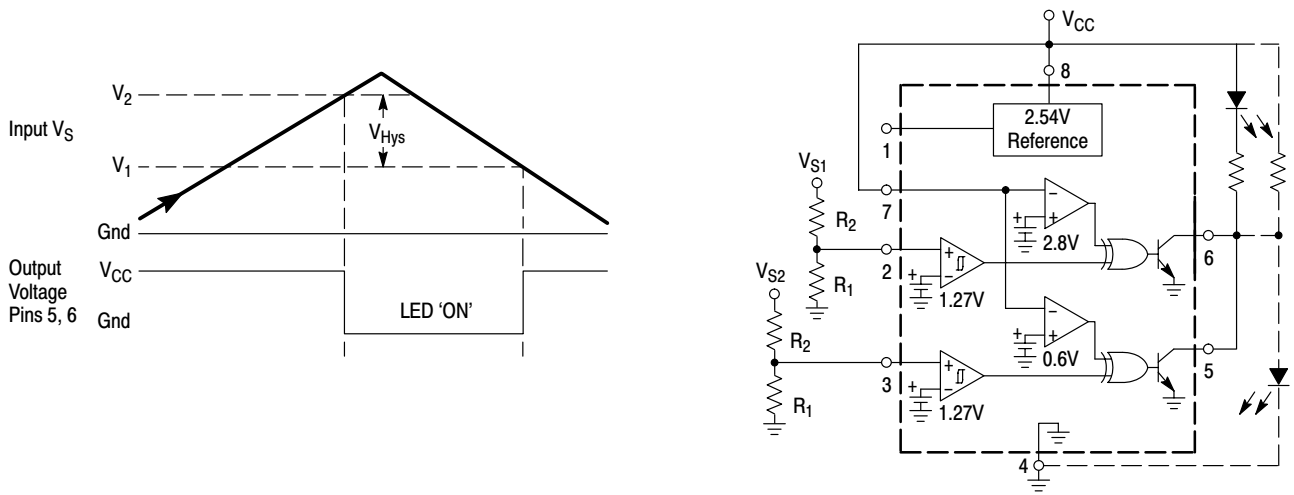 V2
Input VS
VHys
V1
Gnd
Output
Voltage
Pins 5, 6
VCC
Gnd
LED 'ON'
VCC
8
2.54V
Reference
1
VS1
7
R2
2.8V
6
2
R1
1.27V
VS2
R2
0.6V
5
3
R1
1.27V
4